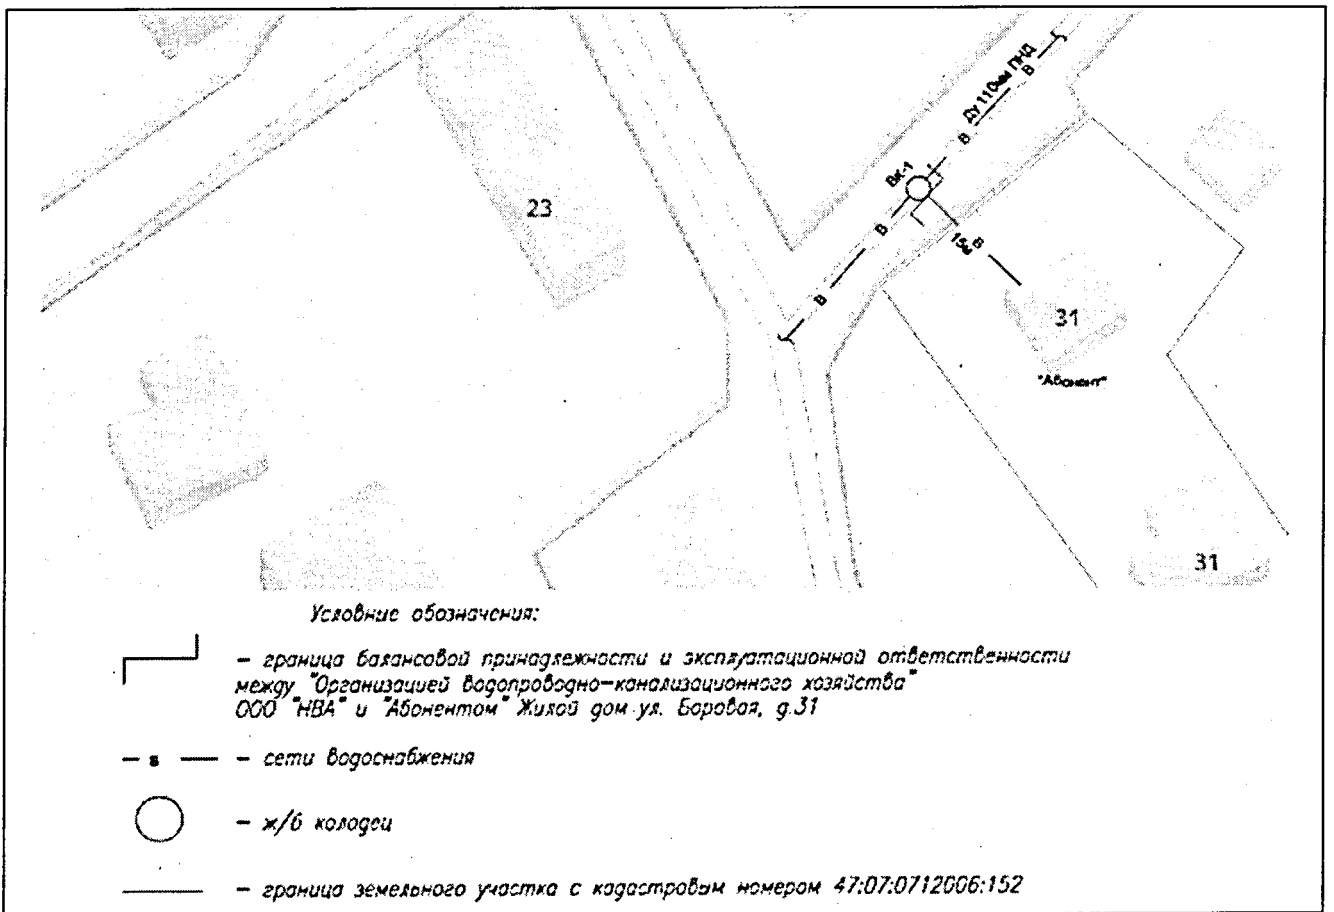 Ду 110мм ПНД
В
В
Вк-1
23
В
В
15м
В
31
"Абонент"
31
Условные обозначения:
- граница балансовой принадлежности и эксплуатационной ответственности
между "Организацией водопроводно-канализационного хозяйства"
ООО "НВА" и "Абонентом" Жилой дом ул. Боровая, д.31
в - сети водоснабжения
- ж/б колодец
- граница земельного участка с кадастровым номером 47:07:0712006:152